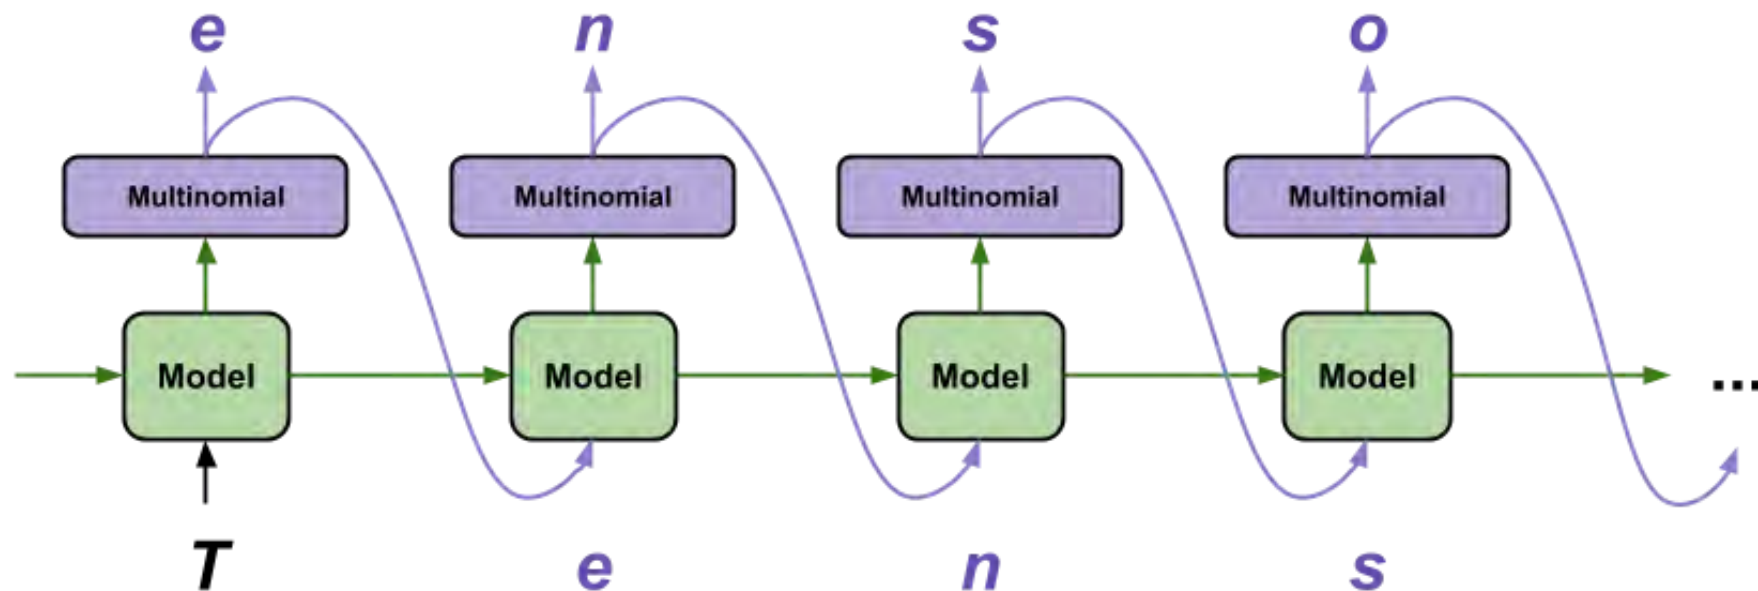 e n s o
Multinomial Multinomial Multinomial Multinomial
Model Model Model Model ...
T e n s